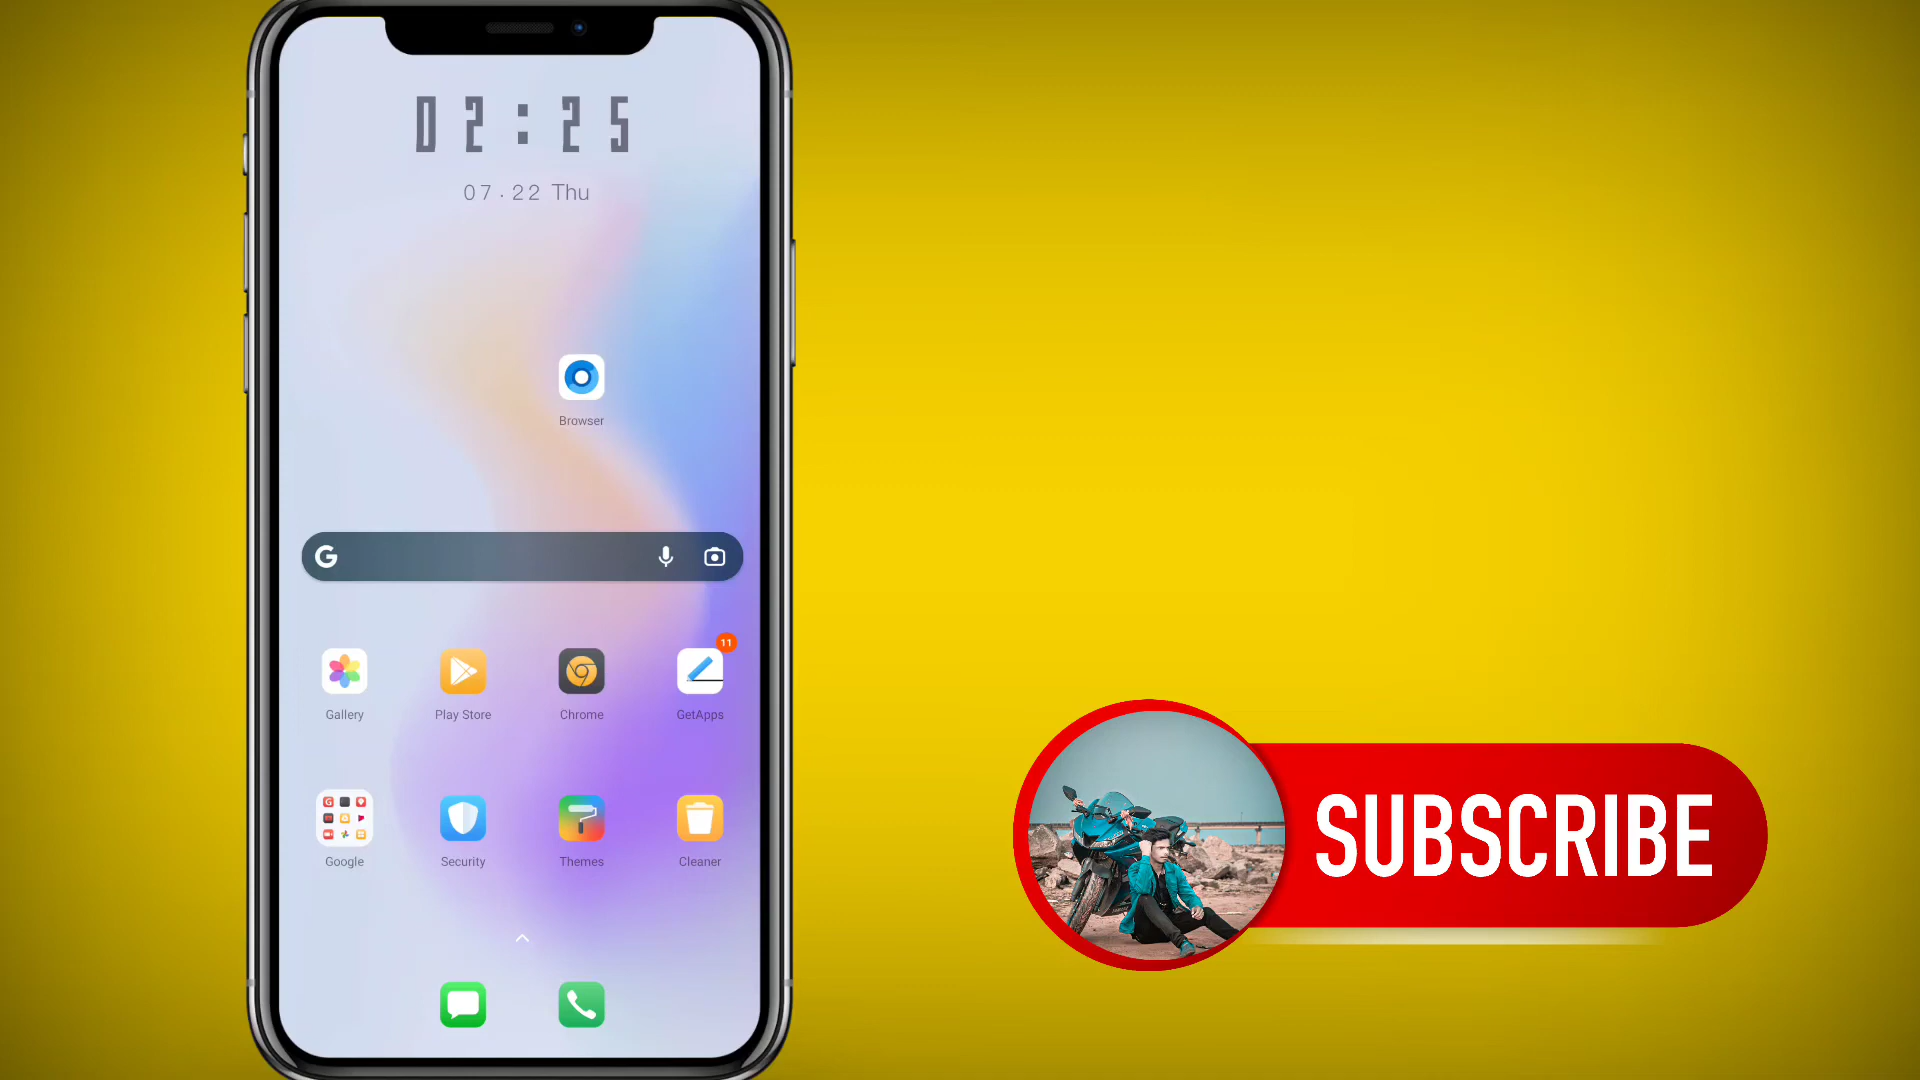 02:25
07.22 Thu
Browser
G
11
Gallery
Play Store
Chrome
GetApps
Google
Security
Themes
Cleaner
SUBSCRIBE